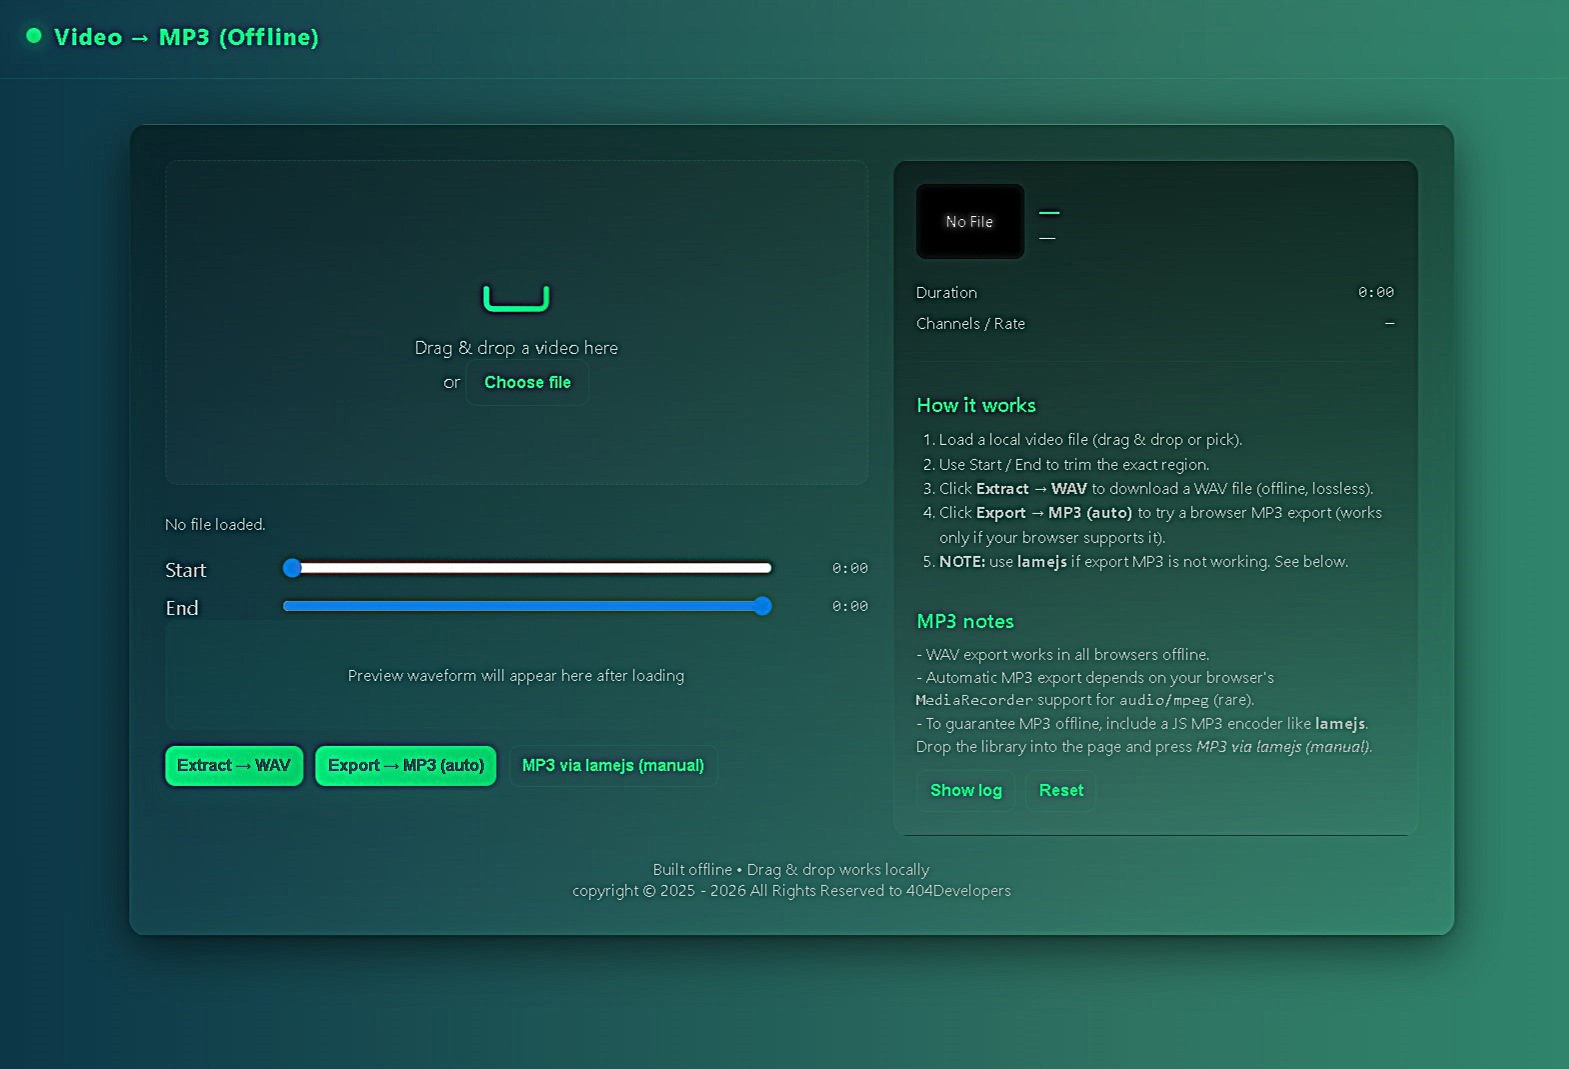 Video → MP3 (Offline)
Drag & drop a video here
or Choose file
No file loaded.
Start 0:00
End 0:00
Preview waveform will appear here after loading
Extract → WAV Export → MP3 (auto) MP3 via lamejs (manual)
No File
—
—
Duration 0:00
Channels / Rate –
How it works
1. Load a local video file (drag & drop or pick).
2. Use Start / End to trim the exact region.
3. Click Extract → WAV to download a WAV file (offline, lossless).
4. Click Export → MP3 (auto) to try a browser MP3 export (works
only if your browser supports it).
5. NOTE: use lamejs if export MP3 is not working. See below.
MP3 notes
- WAV export works in all browsers offline.
- Automatic MP3 export depends on your browser's
MediaRecorder support for audio/mpeg (rare).
- To guarantee MP3 offline, include a JS MP3 encoder like lamejs.
Drop the library into the page and press MP3 via lamejs (manual).
Show log Reset
Built offline • Drag & drop works locally
copyright © 2025 - 2026 All Rights Reserved to 404Developers